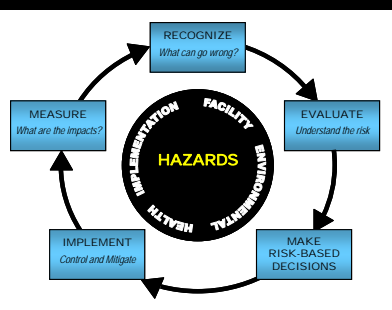 RECOGNIZE
What can go wrong?
EVALUATE
Understand the risk
MAKE
RISK-BASED
DECISIONS
IMPLEMENT
Control and Mitigate
MEASURE
What are the impacts?
HAZARDS
FACILITY
ENVIRONMENTAL
HEALTH
IMPLEMENTATION